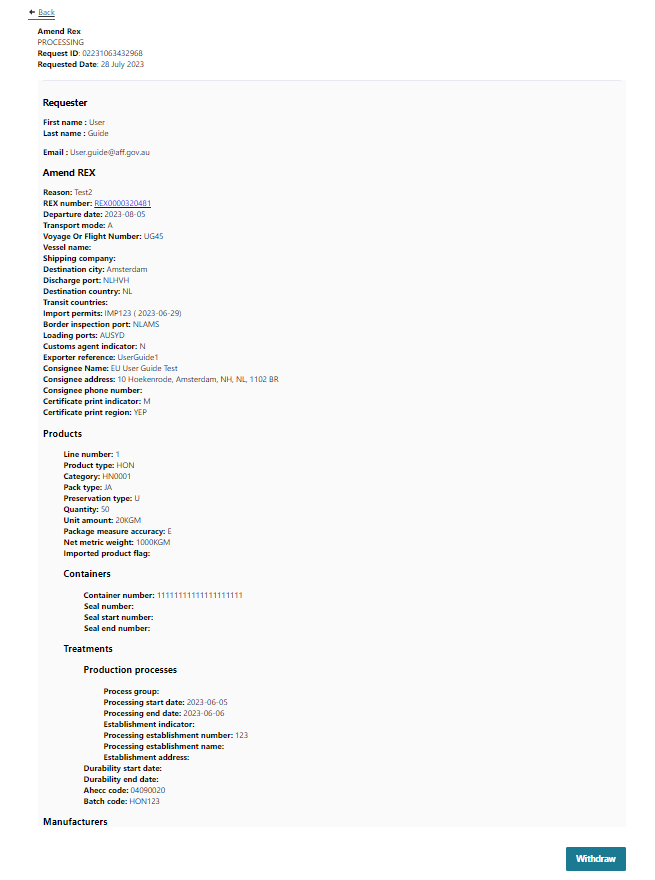 Back
Amend Rex
PROCESSING
Request ID: 02231063432968
Requested Date: 28 July 2023
Requester
First name : User
Last name : Guide
Email : User.guide@aff.gov.au
Amend REX
Reason: Test2
REX number: REX0000320481
Departure date: 2023-08-05
Transport mode: A
Voyage Or Flight Number: UG45
Vessel name:
Shipping company:
Destination city: Amsterdam
Discharge port: NLHVH
Destination country: NL
Transit countries:
Import permits: IMP123 ( 2023-06-29)
Border inspection port: NLAMS
Loading ports: AUSYD
Customs agent indicator: N
Exporter reference: UserGuide1
Consignee Name: EU User Guide Test
Consignee address: 10 Hoekenrode, Amsterdam, NH, NL, 1102 BR
Consignee phone number:
Certificate print indicator: M
Certificate print region: YEP
Products
Line number: 1
Product type: HON
Category: HN0001
Pack type: JA
Preservation type: U
Quantity: 50
Unit amount: 20KGM
Package measure accuracy: E
Net metric weight: 1000KGM
Imported product flag:
Containers
Container number: 11111111111111111111
Seal number:
Seal start number:
Seal end number:
Treatments
Production processes
Process group:
Processing start date: 2023-06-05
Processing end date: 2023-06-06
Establishment indicator:
Processing establishment number: 123
Processing establishment name:
Establishment address:
Durability start date:
Durability end date:
Ahecc code: 04090020
Batch code: HON123
Manufacturers
Withdraw